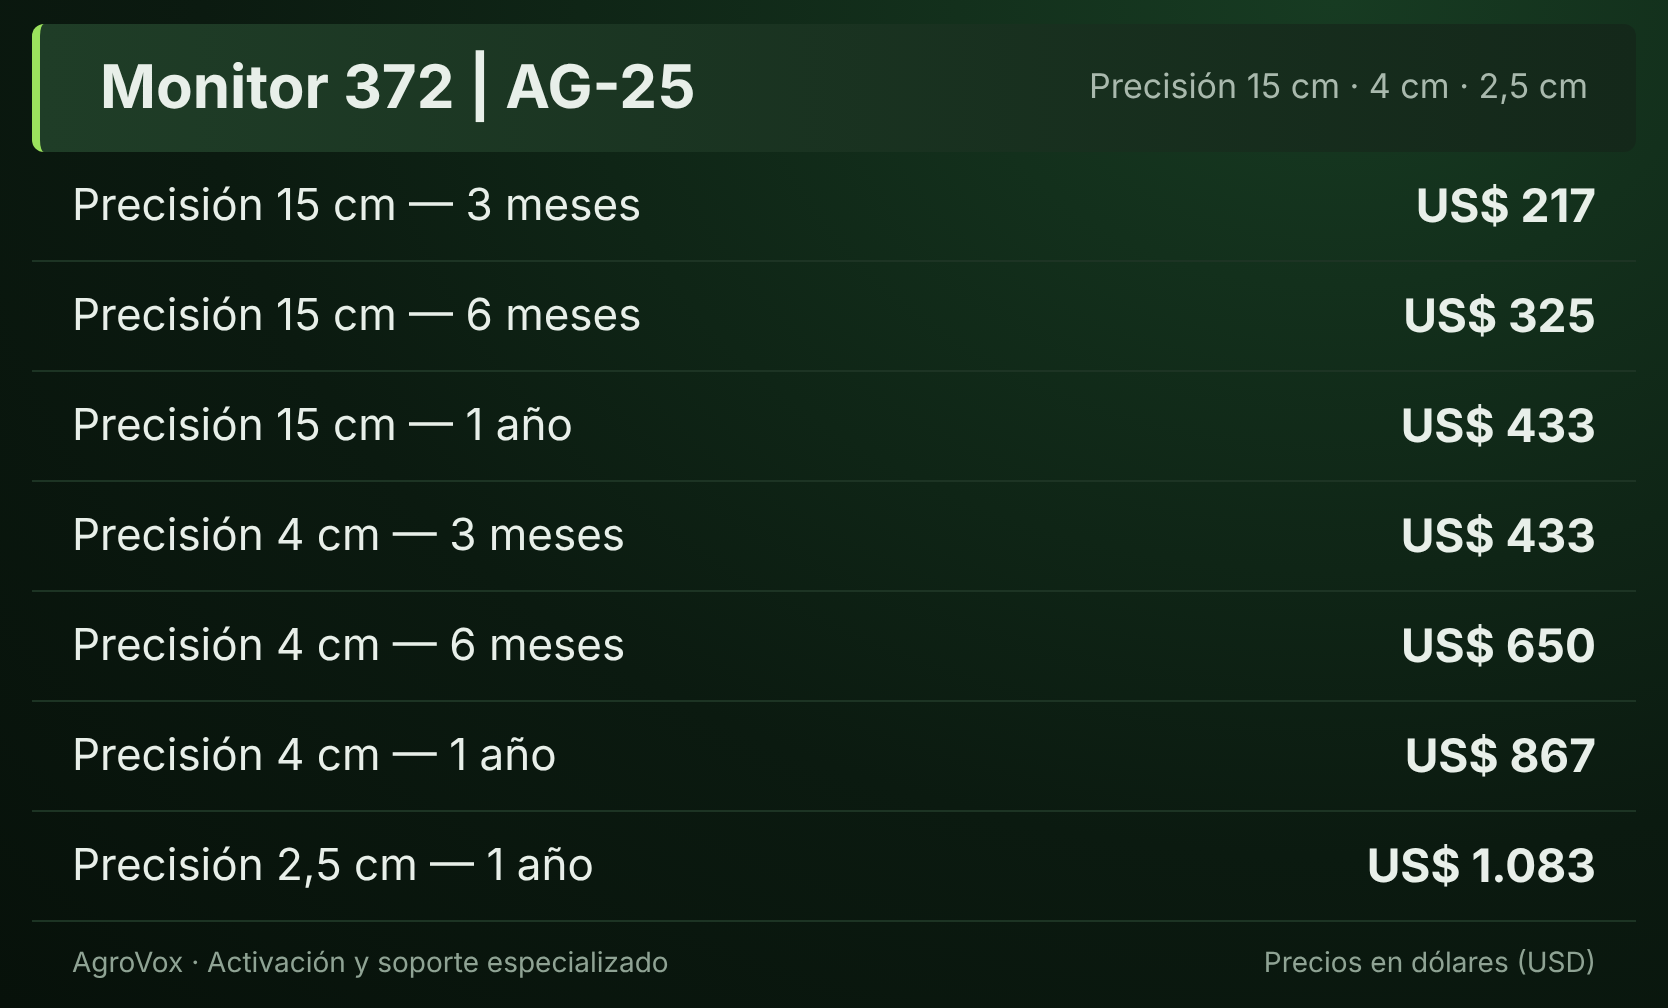 Monitor 372 | AG-25
Precisión 15 cm · 4 cm · 2,5 cm
Precisión 15 cm — 3 meses US$ 217
Precisión 15 cm — 6 meses US$ 325
Precisión 15 cm — 1 año US$ 433
Precisión 4 cm — 3 meses US$ 433
Precisión 4 cm — 6 meses US$ 650
Precisión 4 cm — 1 año US$ 867
Precisión 2,5 cm — 1 año US$ 1.083
AgroVox · Activación y soporte especializado
Precios en dólares (USD)